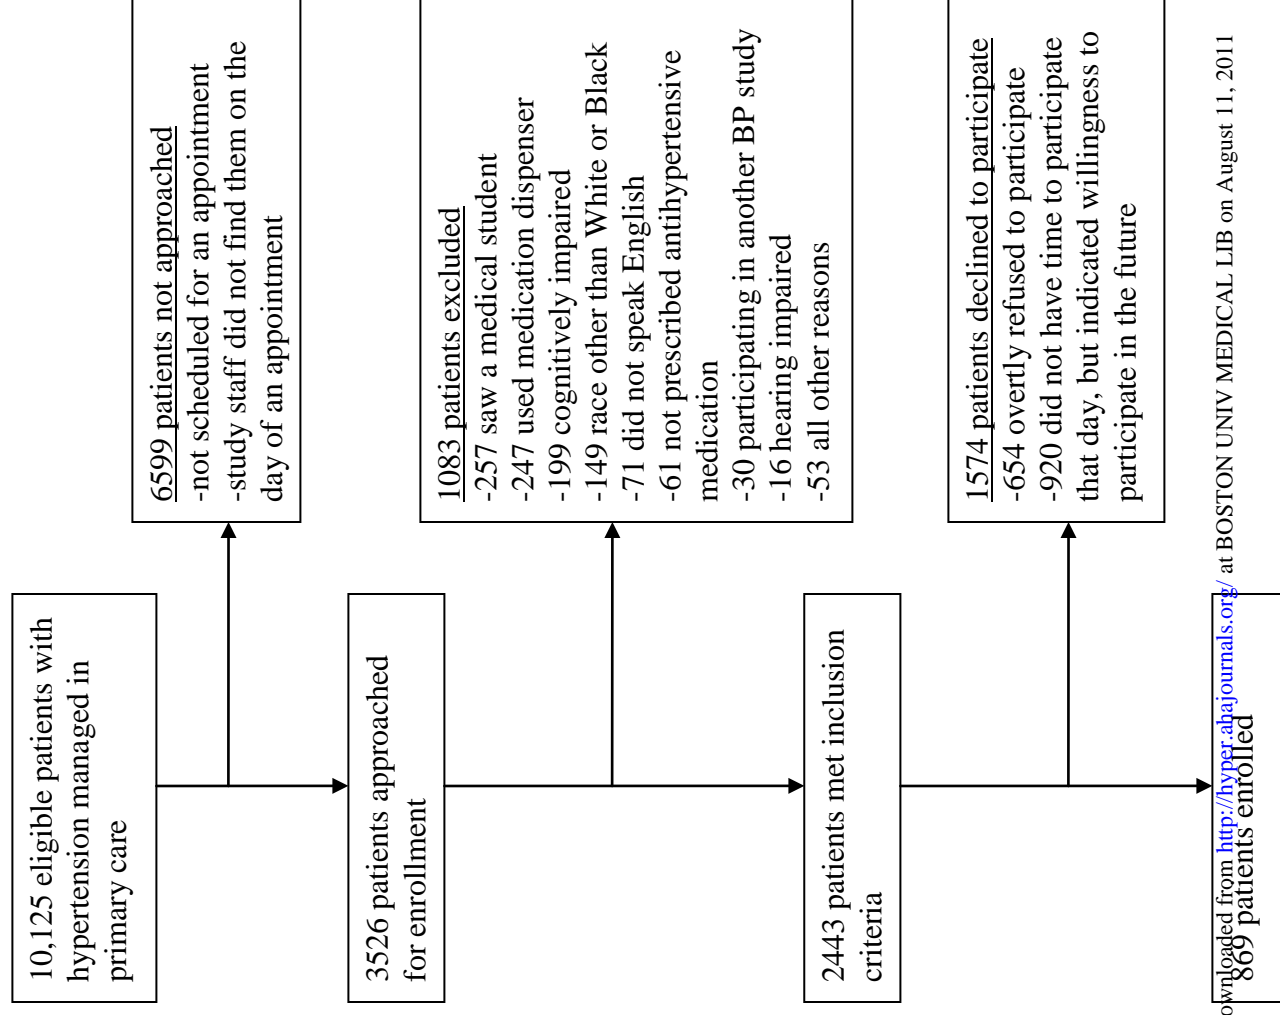 10,125 eligible patients with
hypertension managed in
primary care
6599 patients not approached
-not scheduled for an appointment
-study staff did not find them on the
day of an appointment
3526 patients approached
for enrollment
1083 patients excluded
-257 saw a medical student
-247 used medication dispenser
-199 cognitively impaired
-149 race other than White or Black
-71 did not speak English
-61 not prescribed antihypertensive
medication
-30 participating in another BP study
-16 hearing impaired
-53 all other reasons
2443 patients met inclusion
criteria
1574 patients declined to participate
-654 overtly refused to participate
-920 did not have time to participate
that day, but indicated willingness to
participate in the future
869 patients enrolled
ownloaded from http://hyper.ahajournals.org/ at BOSTON UNIV MEDICAL LIB on August 11, 2011